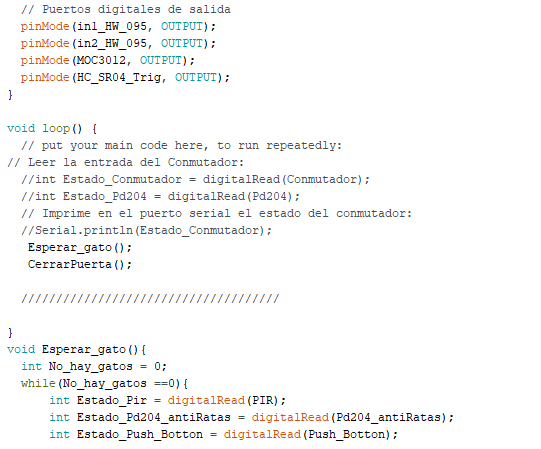 // Puertos digitales de salida
pinMode(in1_HW_095, OUTPUT);
pinMode(in2_HW_095, OUTPUT);
pinMode(MOC3012, OUTPUT);
pinMode(HC_SR04_Trig, OUTPUT);
}
void loop() {
// put your main code here, to run repeatedly:
// Leer la entrada del Conmutador:
//int Estado_Conmutador = digitalRead(Conmutador);
//int Estado_Pd204 = digitalRead(Pd204);
// Imprime en el puerto serial el estado del conmutador:
//Serial.println(Estado_Conmutador);
Esperar_gato();
CerrarPuerta();
/////////////////////////////////////
}
void Esperar_gato(){
int No_hay_gatos = 0;
while(No_hay_gatos ==0){
int Estado_Pir = digitalRead(PIR);
int Estado_Pd204_antiRatas = digitalRead(Pd204_antiRatas);
int Estado_Push_Botton = digitalRead(Push_Botton);